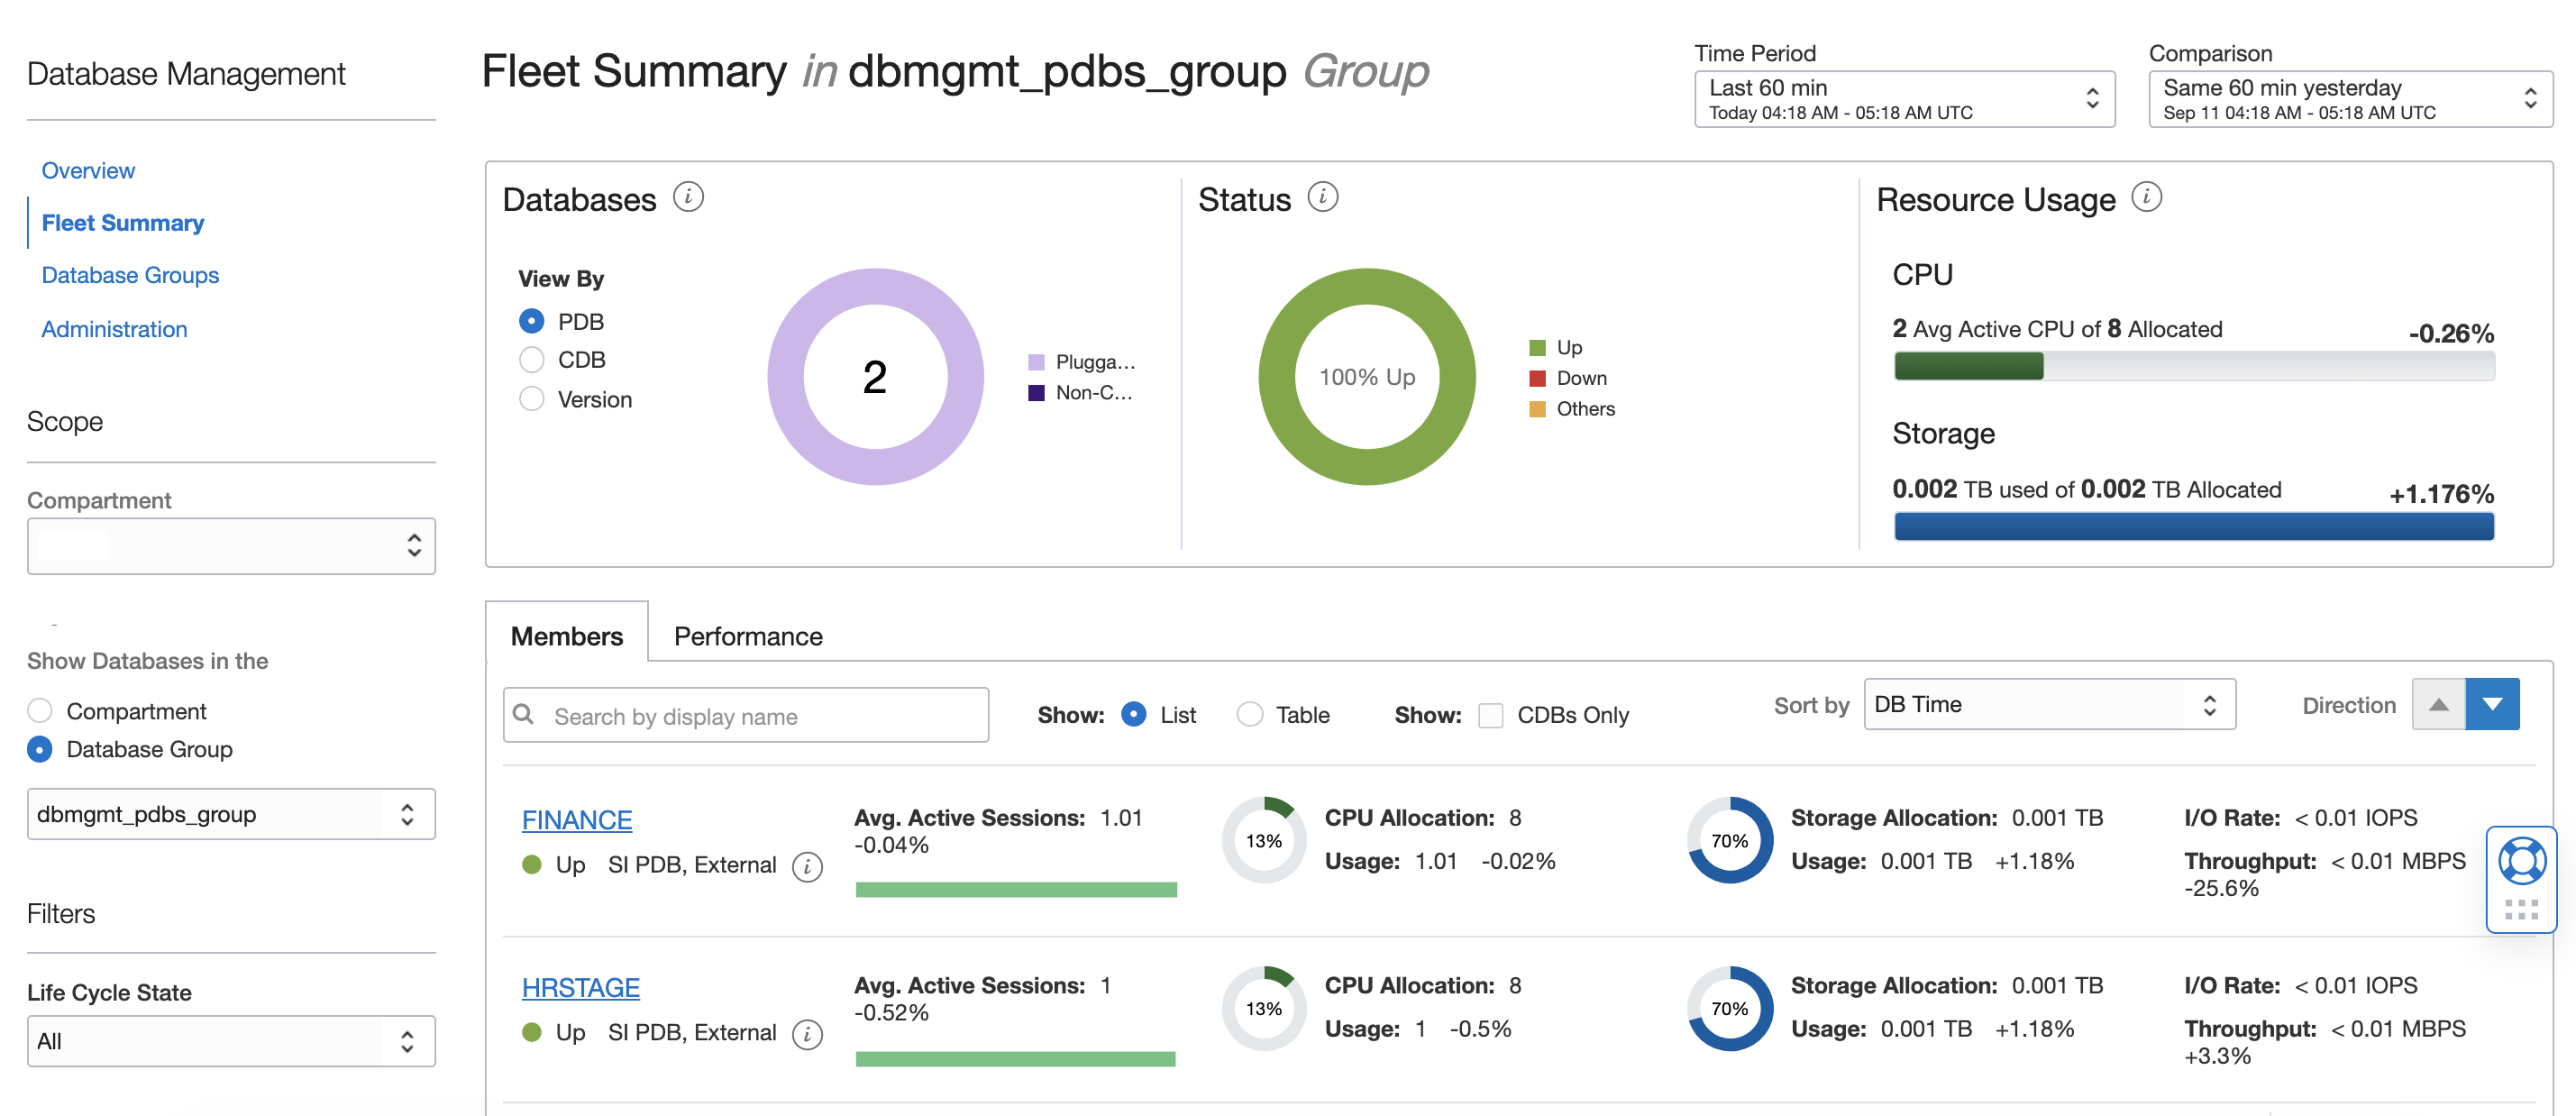 Database Management
Overview
Fleet Summary
Database Groups
Administration
Scope
Compartment
Show Databases in the
Compartment
Database Group
dbmgmt_pdbs_group
Filters
Life Cycle State
All
Fleet Summary in dbmgmt_pdbs_group Group
Time Period
Last 60 min
Today 04:18 AM - 05:18 AM UTC
Comparison
Same 60 min yesterday
Sep 11 04:18 AM - 05:18 AM UTC
Databases
View By
PDB
CDB
Version
2
Plugga...
Non-C...
Status
100% Up
Up
Down
Others
Resource Usage
CPU
2 Avg Active CPU of 8 Allocated -0.26%
Storage
0.002 TB used of 0.002 TB Allocated +1.176%
Members Performance
Search by display name Show: List Table Show: CDBs Only Sort by DB Time Direction
FINANCE
Up SI PDB, External
Avg. Active Sessions: 1.01
-0.04%
13%
CPU Allocation: 8
Usage: 1.01 -0.02%
70%
Storage Allocation: 0.001 TB
Usage: 0.001 TB +1.18%
I/O Rate: < 0.01 IOPS
Throughput: < 0.01 MBPS
-25.6%
HRSTAGE
Up SI PDB, External
Avg. Active Sessions: 1
-0.52%
13%
CPU Allocation: 8
Usage: 1 -0.5%
70%
Storage Allocation: 0.001 TB
Usage: 0.001 TB +1.18%
I/O Rate: < 0.01 IOPS
Throughput: < 0.01 MBPS
+3.3%